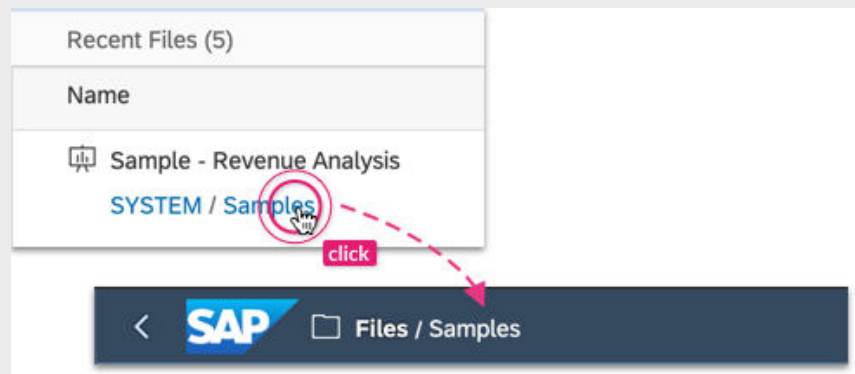 Recent Files (5)
Name
Sample - Revenue Analysis
SYSTEM / Samples
click
SAP Files / Samples